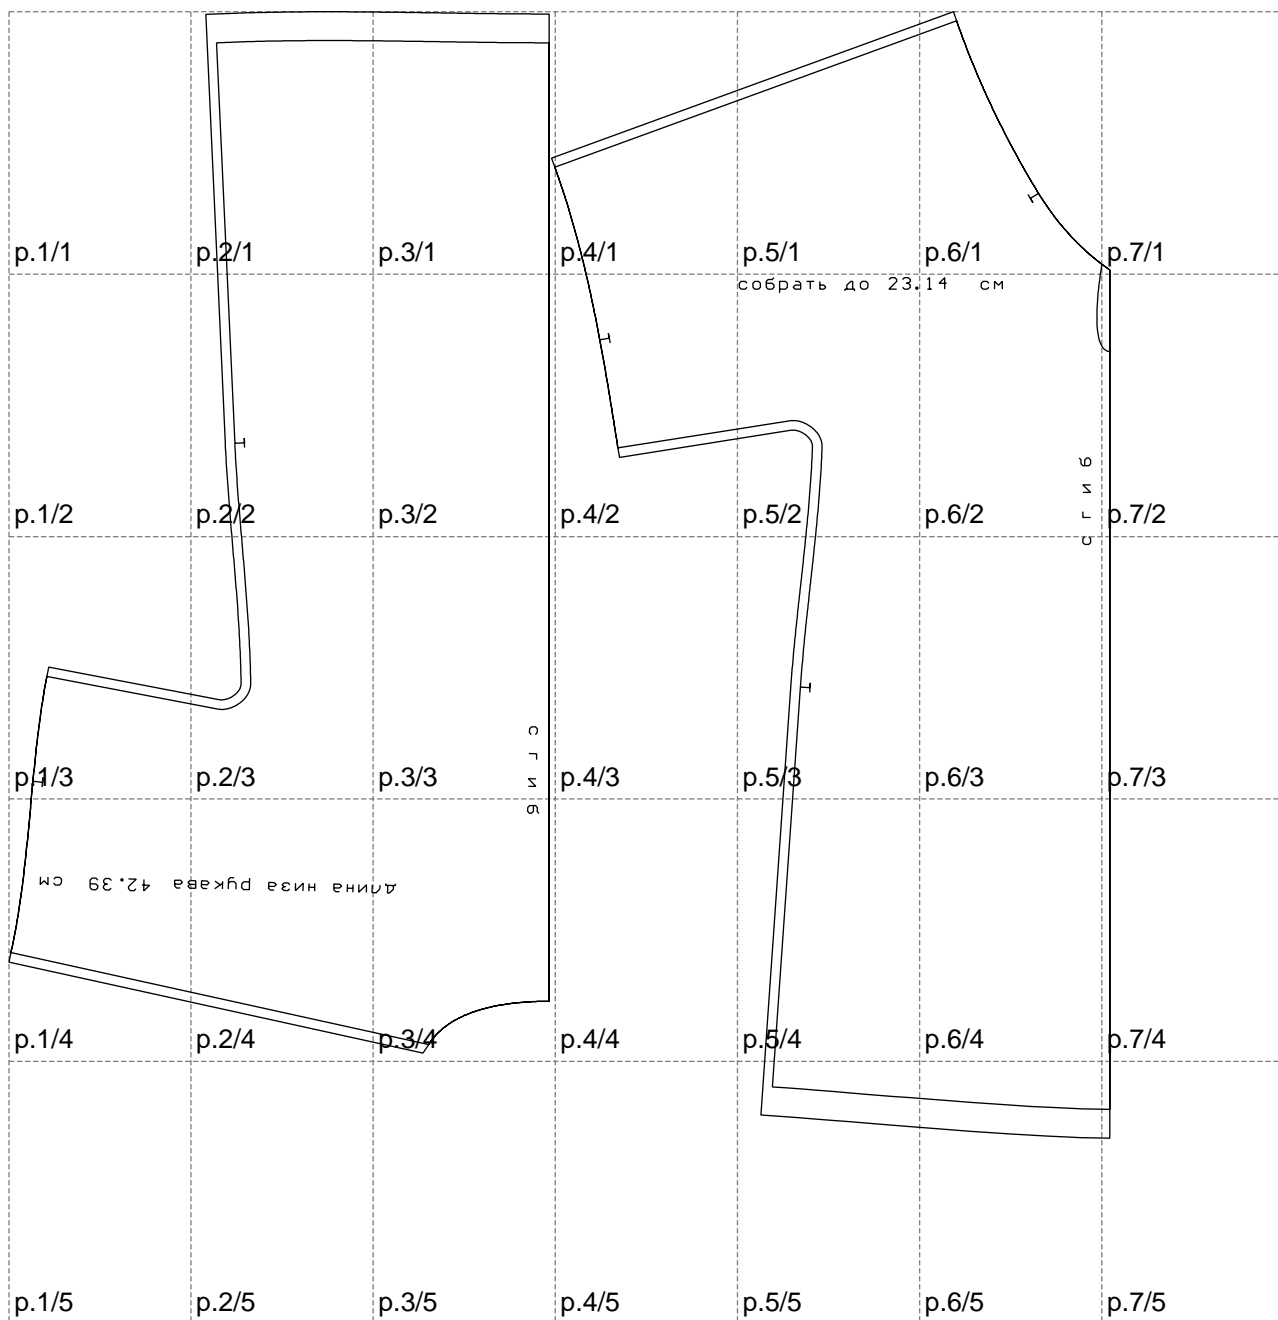 p.1/1 p.2/1 p.3/1 p.4/1 p.5/1 p.6/1 p.7/1
собрать до 23.14 см
сгиб
p.1/2 p.2/2 p.3/2 p.4/2 p.5/2 p.6/2 p.7/2
сгиб
p.1/3 p.2/3 p.3/3 p.4/3 p.5/3 p.6/3 p.7/3
длина низа рукава 42.39 см
p.1/4 p.2/4 p.3/4 p.4/4 p.5/4 p.6/4 p.7/4
p.1/5 p.2/5 p.3/5 p.4/5 p.5/5 p.6/5 p.7/5